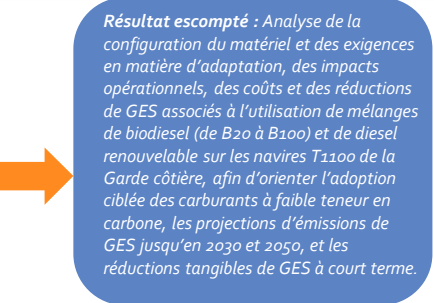 Résultat escompté : Analyse de la
configuration du matériel et des exigences
en matière d’adaptation, des impacts
opérationnels, des coûts et des réductions
de GES associés à l’utilisation de mélanges
de biodiesel (de B20 à B100) et de diesel
renouvelable sur les navires T1100 de la
Garde côtière, afin d’orienter l’adoption
ciblée des carburants à faible teneur en
carbone, les projections d’émissions de
GES jusqu’en 2030 et 2050, et les
réductions tangibles de GES à court terme.